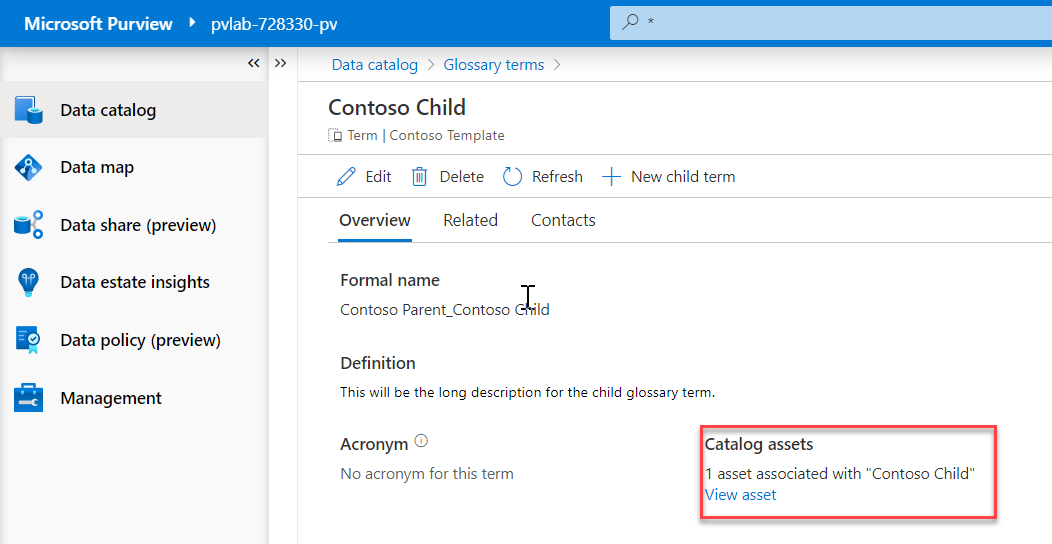 Microsoft Purview pvlab-728330-pv *
« »
Data catalog > Glossary terms >
Data catalog
Data map
Data share (preview)
Data estate insights
Data policy (preview)
Management
Contoso Child
Term | Contoso Template
Edit Delete Refresh New child term
Overview Related Contacts
Formal name
Contoso Parent_Contoso Child
Definition
This will be the long description for the child glossary term.
Acronym
No acronym for this term
Catalog assets
1 asset associated with "Contoso Child"
View asset